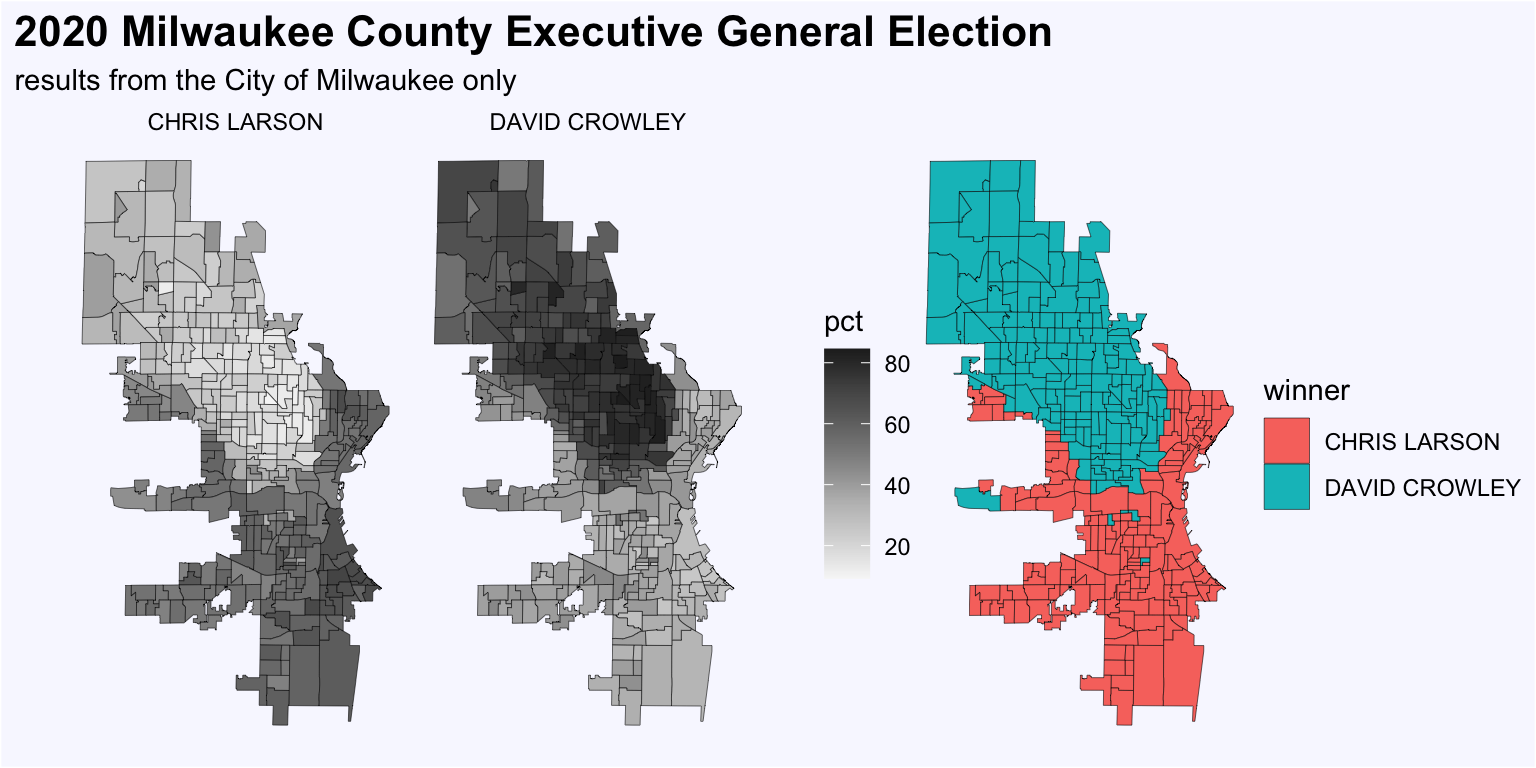 2020 Milwaukee County Executive General Election
results from the City of Milwaukee only
CHRIS LARSON
DAVID CROWLEY
pct
80
60
40
20
winner
CHRIS LARSON
DAVID CROWLEY